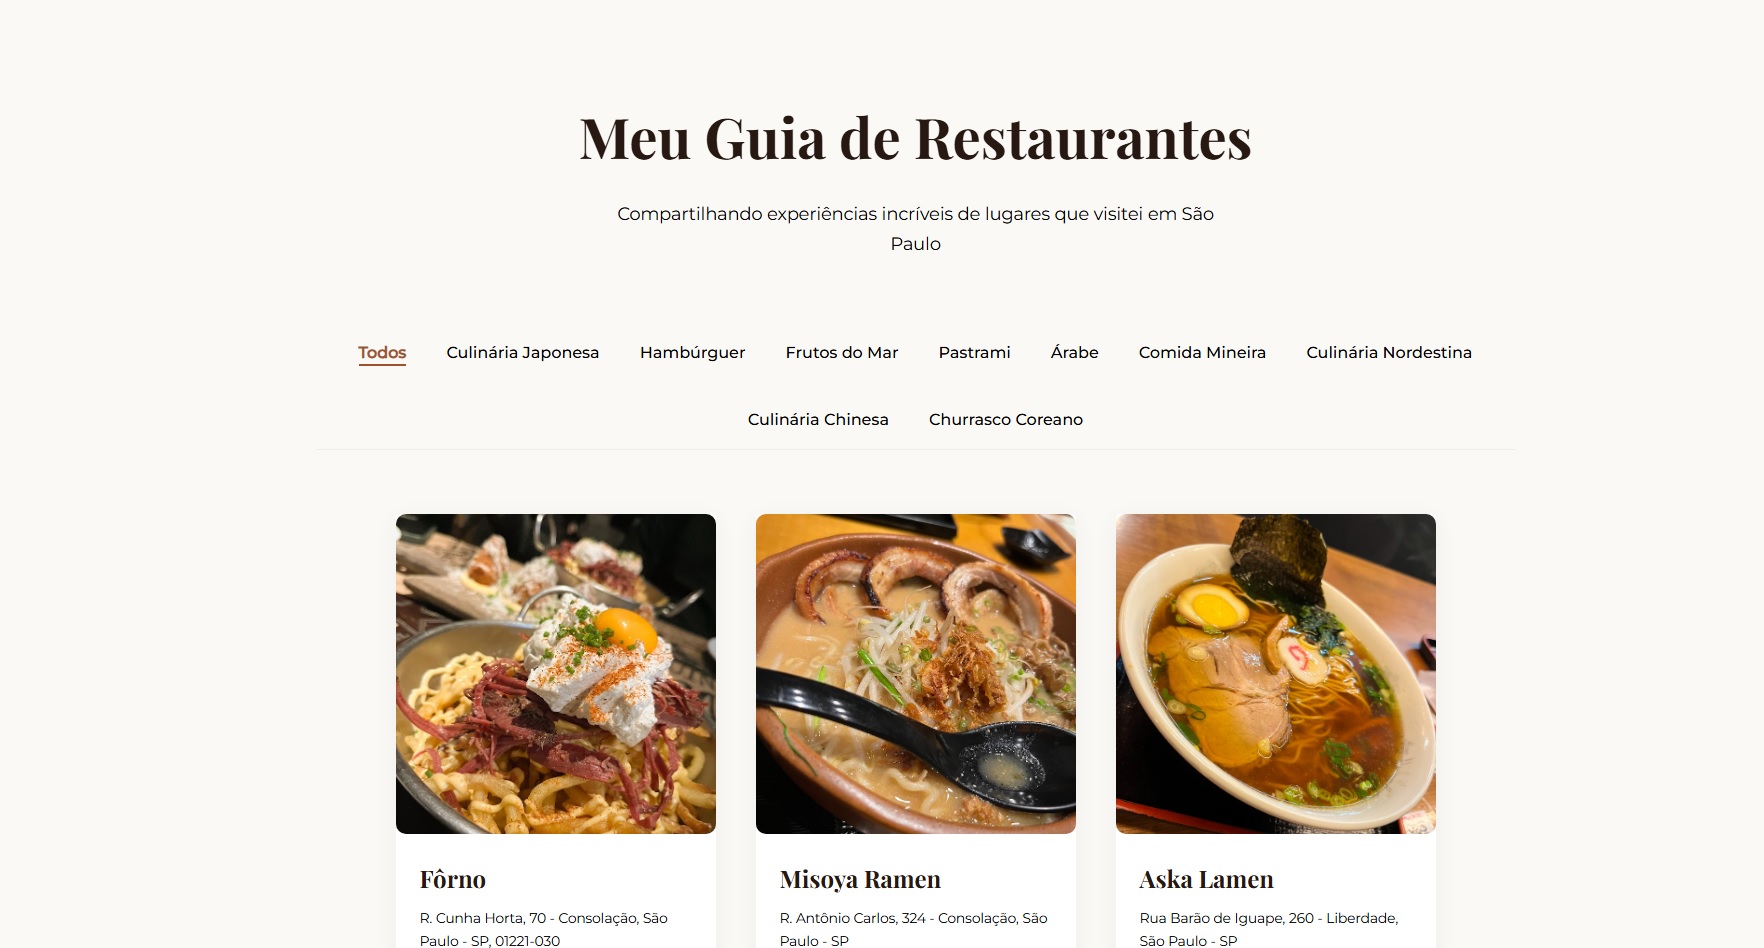 Meu Guia de Restaurantes
Compartilhando experiências incríveis de lugares que visitei em São
Paulo
Todos Culinária Japonesa Hambúrguer Frutos do Mar Pastrami Árabe Comida Mineira Culinária Nordestina
Culinária Chinesa Churrasco Coreano
Fôrno
R. Cunha Horta, 70 - Consolação, São
Paulo - SP, 01221-030
Misoya Ramen
R. Antônio Carlos, 324 - Consolação, São
Paulo - SP
Aska Lamen
Rua Barão de Iguape, 260 - Liberdade,
São Paulo - SP